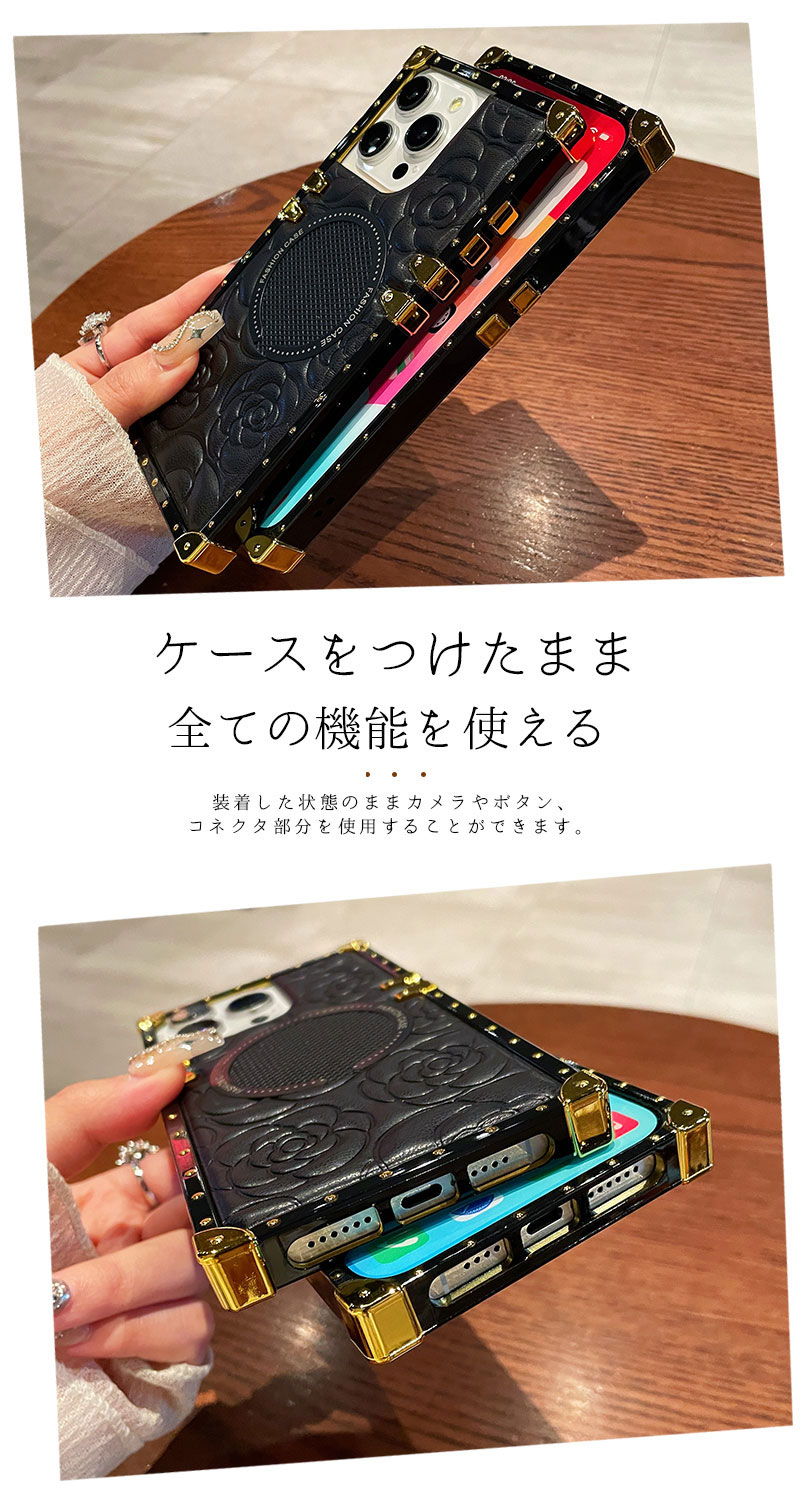 FASHION CASE
FASHION CASE
ケースをつけたまま
全ての機能を使える
装着した状態のままカメラやボタン、
コネクタ部分を使用することができます。